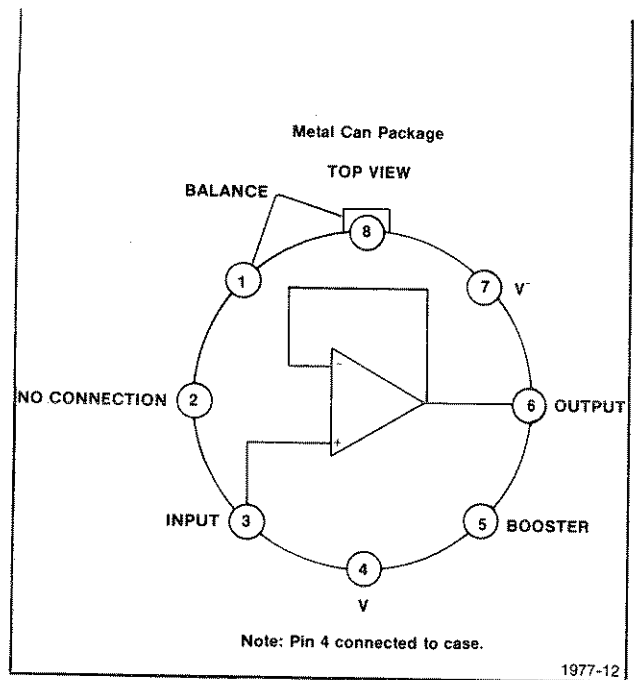 Metal Can Package
TOP VIEW
BALANCE
8
1
7 V-
-
NO CONNECTION 2
6 OUTPUT
+
INPUT 3
5 BOOSTER
4
V
Note: Pin 4 connected to case.
1977-12